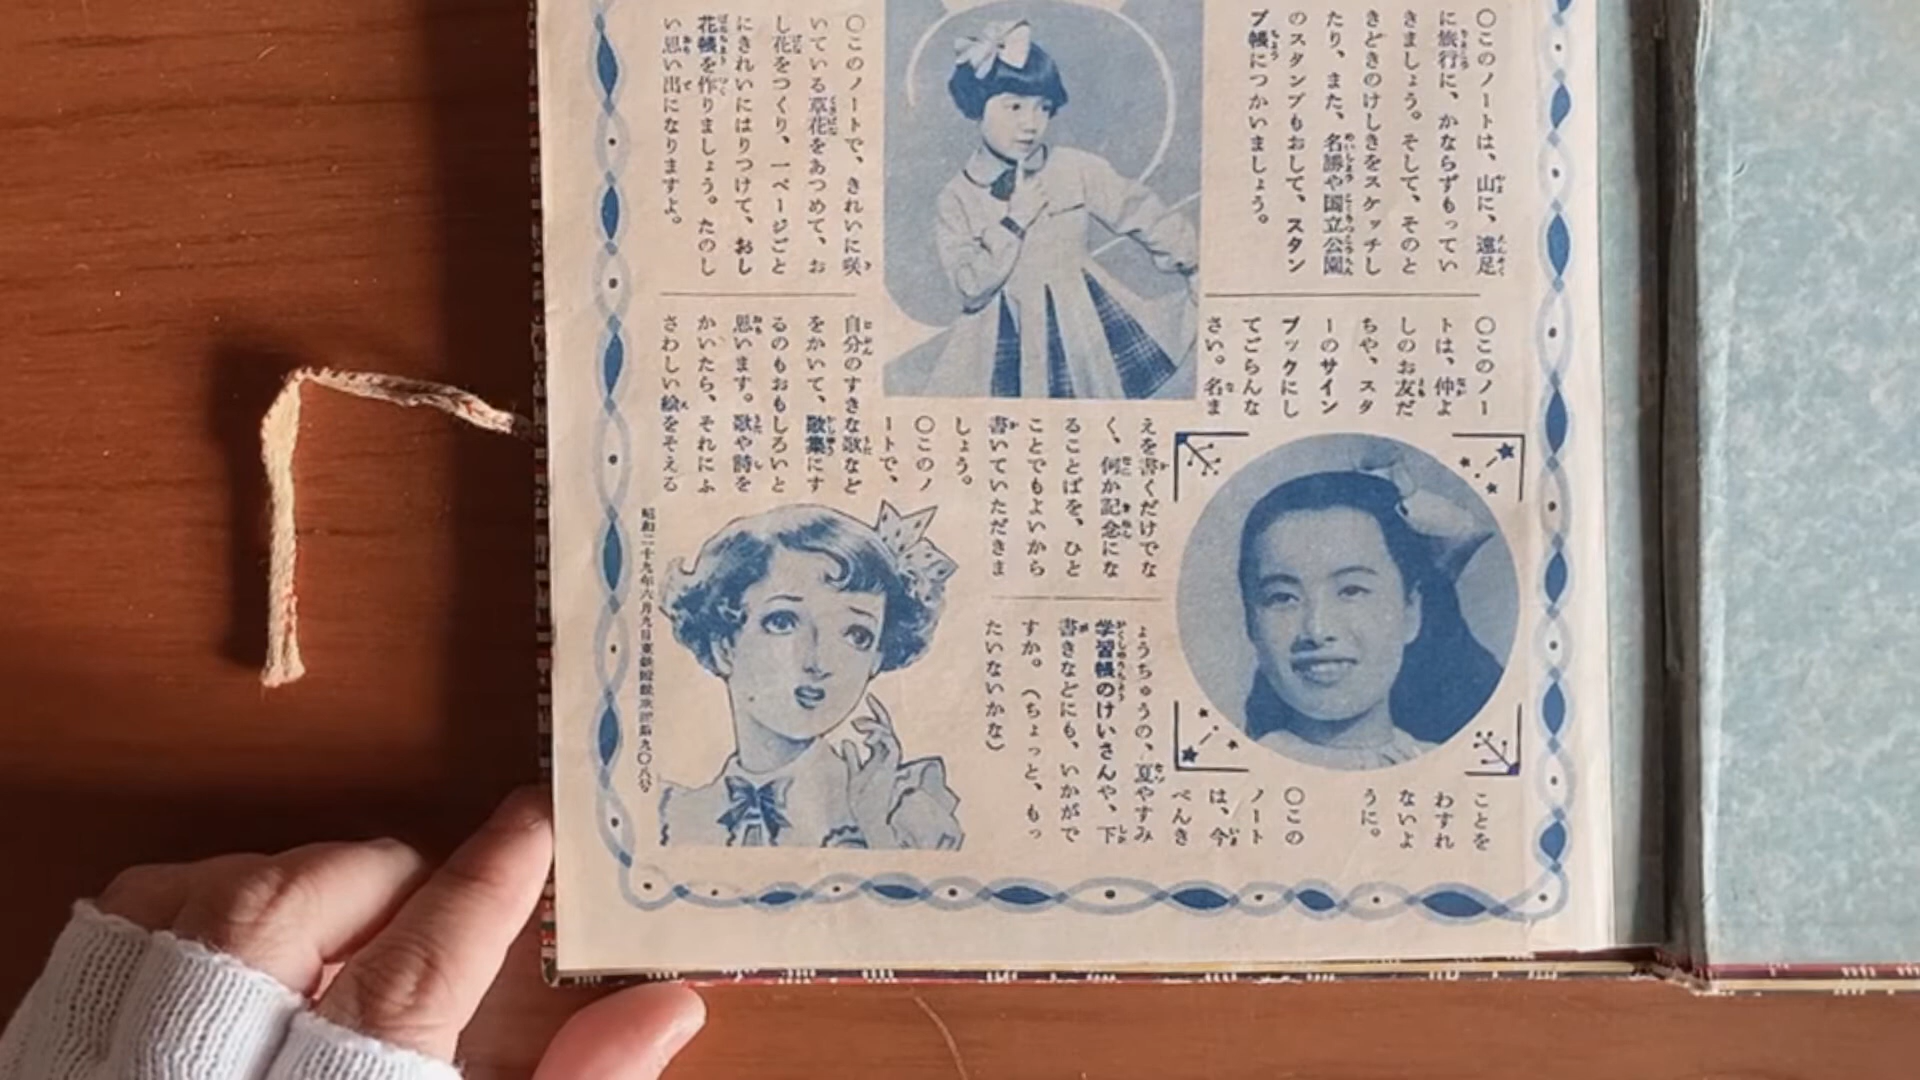 〇このノートは、山に、遠足
に旅行に、かならずもってい
きましょう。そして、そのと
きどきのけしきをスケッチし
たり、また、名勝や国立公園
のスタンプもおして、スタン
プ帳につかいましょう。
〇このノー
トは、仲よ
しのお友だ
ちや、スタ
ーのサイン
ブックにし
てごらんな
さい。名ま
えを書くだけでな
く、何か記念にな
ることばを、ひと
ことでもよいから
書いていただきま
しょう。
〇このノ
ートで、
自分のすきな歌など
をかいて、歌集にす
るのもおもしろいと
思います。歌や詩を
かいたら、それにふ
さわしい絵をそえる
ことを
わすれ
ないよ
うに。
〇この
ノート
は、今
べんき
ょうちゅうの、夏やすみ
学習帳のけいさんや、下
書きなどにも、いかがで
すか。（ちょっと、もっ
たいないかな）
〇このノートで、きれいに咲
いている草花をあつめて、お
し花をつくり、一ページごと
にきれいにはりつけて、おし
花帳を作りましょう。たのし
い思い出になりますよ。
昭和二十九年六月九日東鉄局